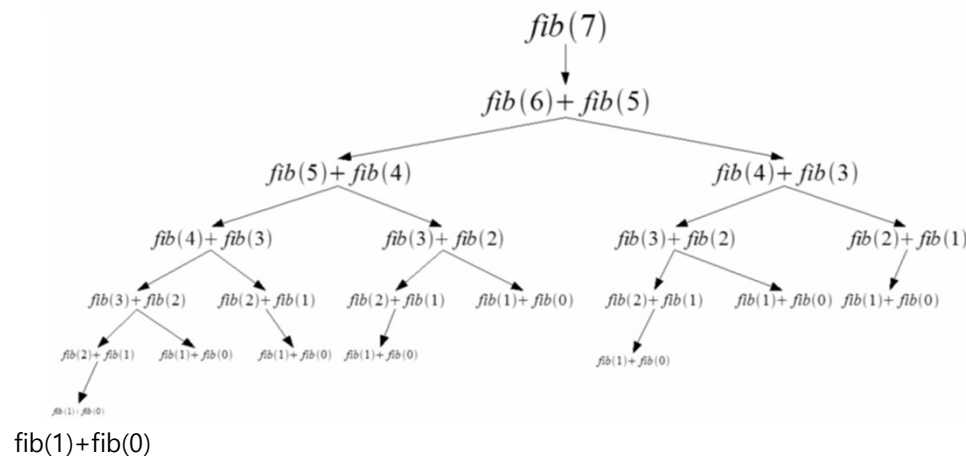 fib(7)
fib(6)+fib(5)
fib(5)+fib(4) fib(4)+fib(3)
fib(4)+fib(3) fib(3)+fib(2) fib(3)+fib(2) fib(2)+fib(1)
fib(3)+fib(2) fib(2)+fib(1) fib(2)+fib(1) fib(1)+fib(0) fib(2)+fib(1) fib(1)+fib(0) fib(1)+fib(0)
fib(2)+fib(1) fib(1)+fib(0) fib(1)+fib(0) fib(1)+fib(0) fib(1)+fib(0)
fib(1)+fib(0)
fib(1)+fib(0)